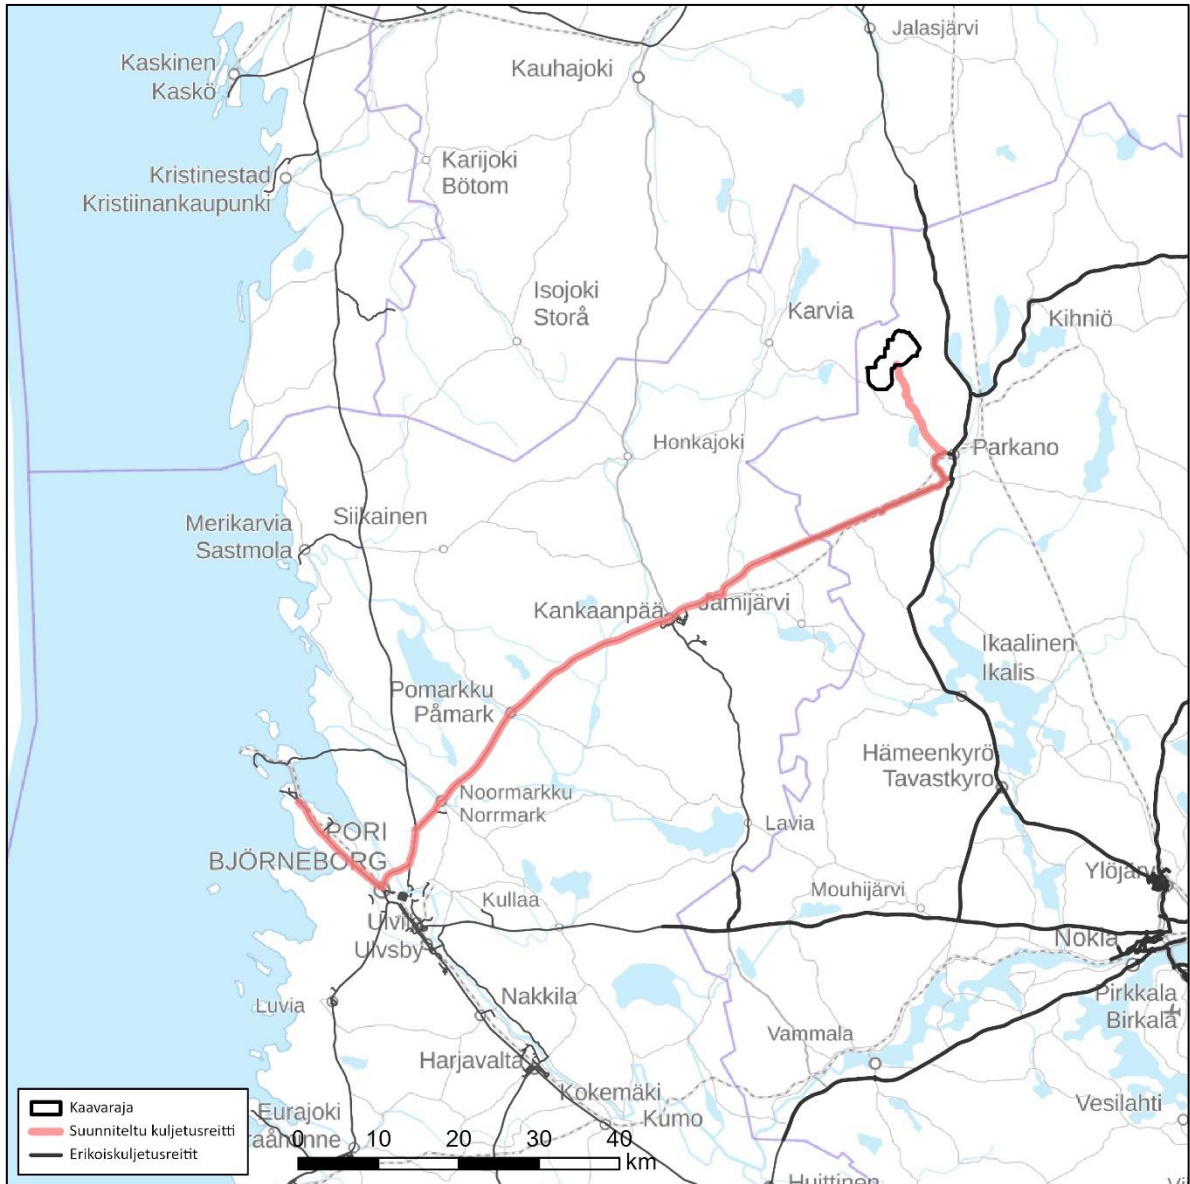 Jalasjärvi
Kaskinen
Kaskö
Kauhajoki
Karijoki
Bötom
Kristinestad
Kristiinankaupunki
Isojoki
Storå
Karvia
Kihniö
Honkajoki
Parkano
Merikarvia
Sastmola
Siikainen
Kankaanpää
Jämijärvi
Ikaalinen
Ikalis
Pomarkku
Påmark
Hämeenkyrö
Tavastkyro
Noormarkku
Norrmark
Lavia
PORI
BJÖRNEBORG
Ylöjärvi
Mouhijärvi
Kullaa
Ulvila
Ulvsby
Nokia
Nakkila
Luvia
Pirkkala
Birkala
Vammala
Harjavalta
Kokemäki
Kumo
Vesilahti
Eurajoki
Huittinen
Kaavaraja
Suunniteltu kuljetusreitti
Erikoiskuljetusreitit
0 10 20 30 40
km